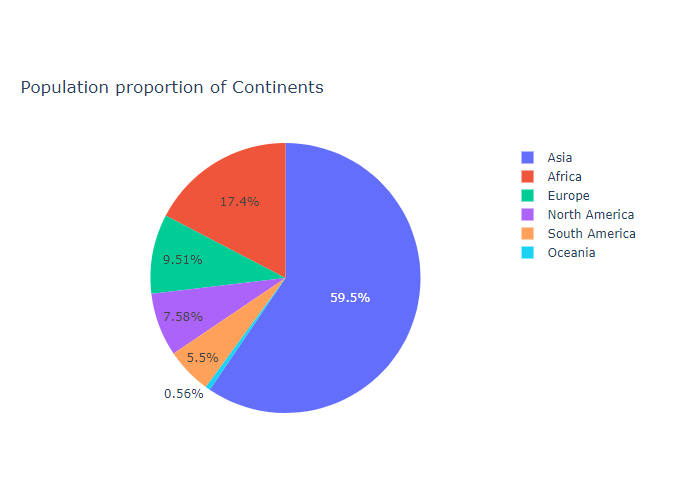 Population proportion of Continents
Asia
Africa
Europe
North America
South America
Oceania
17.4%
9.51%
59.5%
7.58%
5.5%
0.56%